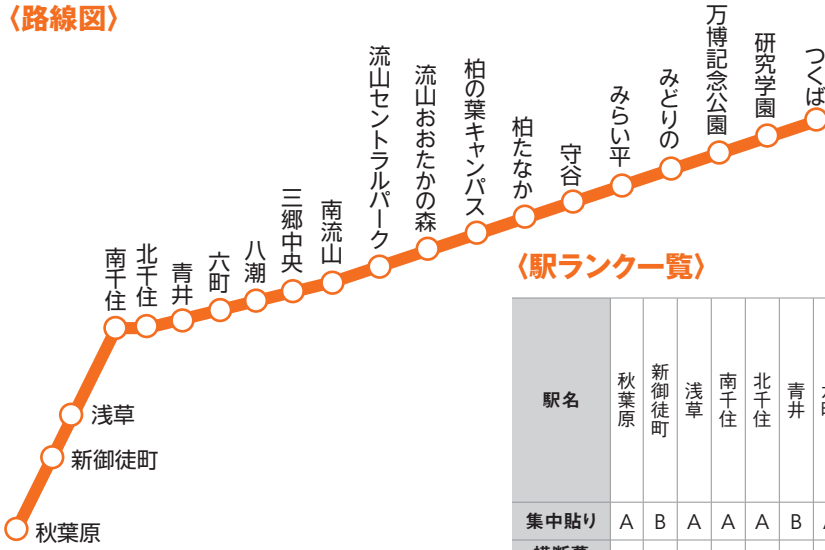 〈路線図〉
秋葉原
新御徒町
浅草
南千住
北千住
青井
六町
八潮
三郷中央
南流山
流山セントラルパーク
流山おおたかの森
柏の葉キャンパス
柏たなか
守谷
みらい平
みどりの
万博記念公園
研究学園
つくば
〈駅ランク一覧〉
駅名 秋葉原 新御徒町 浅草 南千住 北千住 青井
集中貼り A B A A A B A